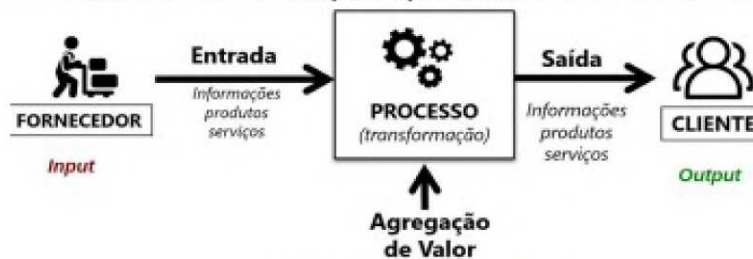 Entrada
Informações
produtos
serviços
FORNECEDOR
Input
PROCESSO
(transformação)
Saída
Informações
produtos
serviços
CLIENTE
Output
Agregação
de Valor